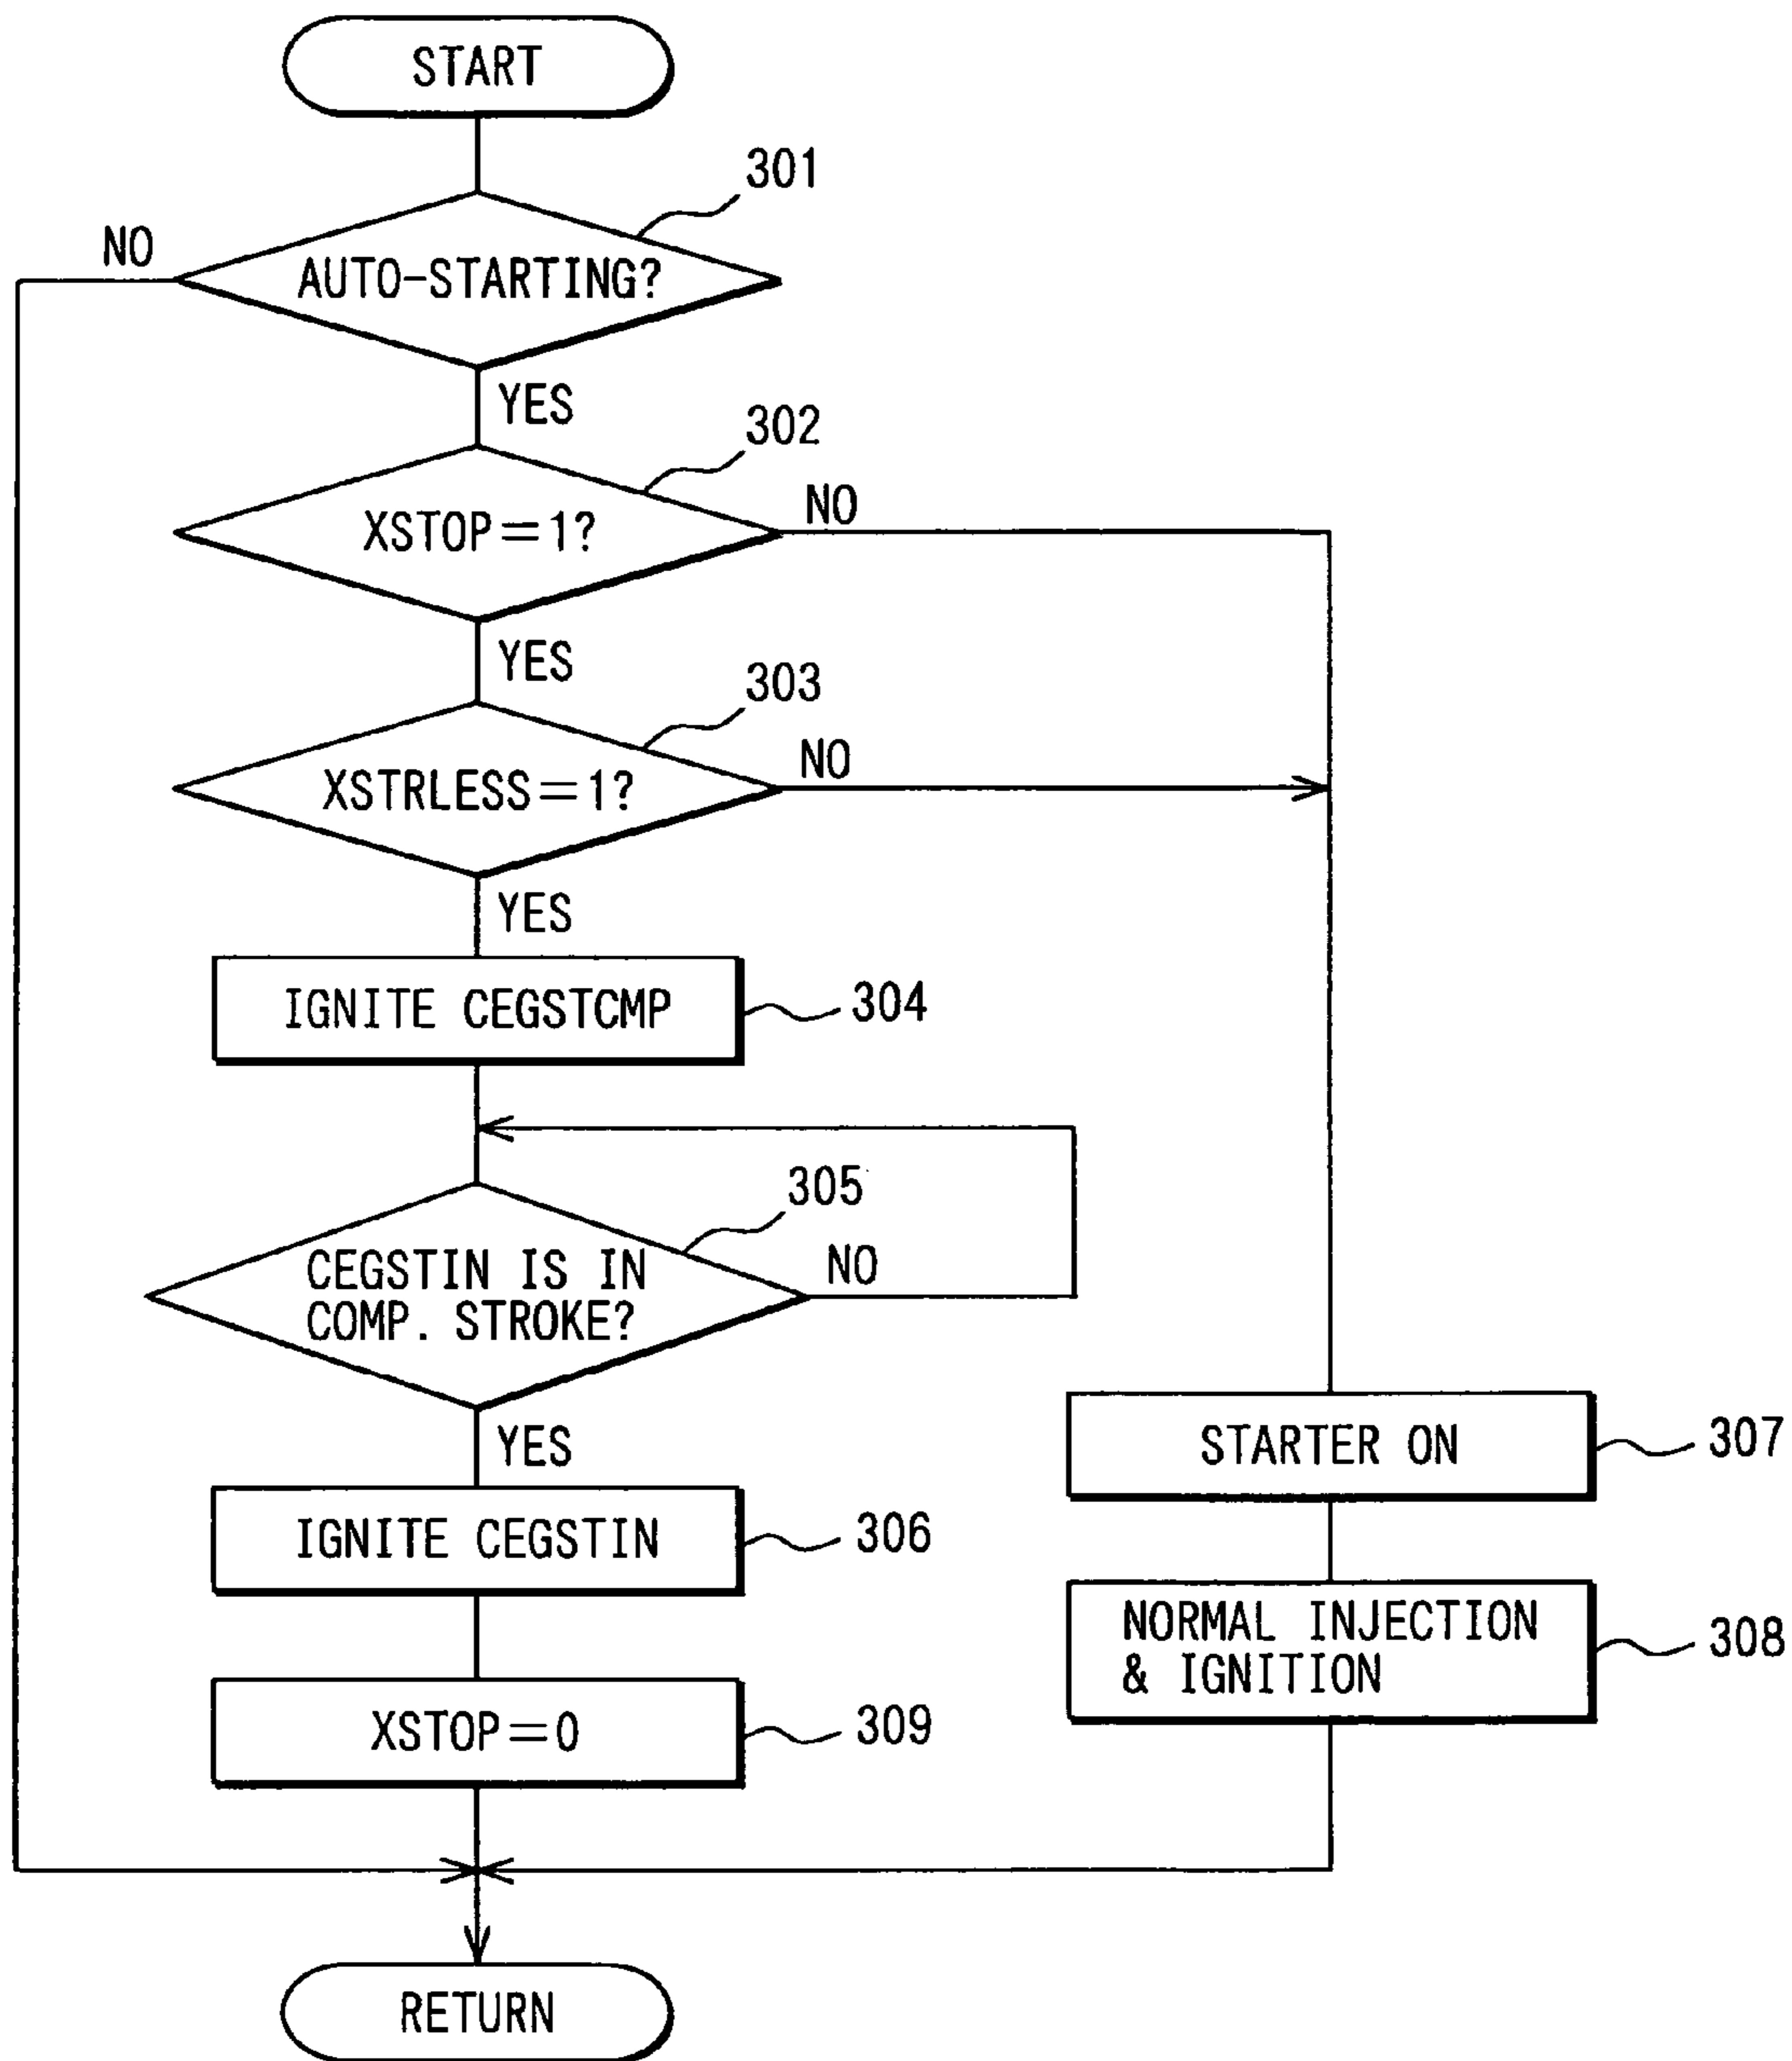 START
301
NO
AUTO-STARTING?
YES
302
NO
XSTOP=1?
YES
303
NO
XSTRLESS=1?
YES
IGNITE CEGSTCMP
304
305
CEGSTIN IS IN
COMP. STROKE?
NO
YES
STARTER ON
307
IGNITE CEGSTIN
306
NORMAL INJECTION
& IGNITION
308
XSTOP=0
309
RETURN